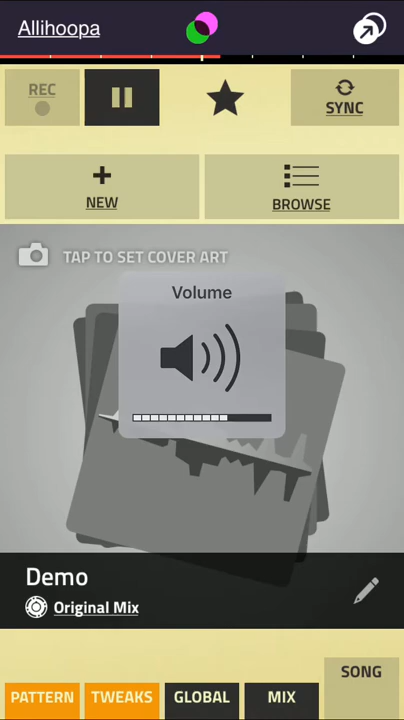 Allihoopa
REC
SYNC
NEW
BROWSE
TAP TO SET COVER ART
Volume
Demo
Original Mix
SONG
PATTERN
TWEAKS
GLOBAL
MIX